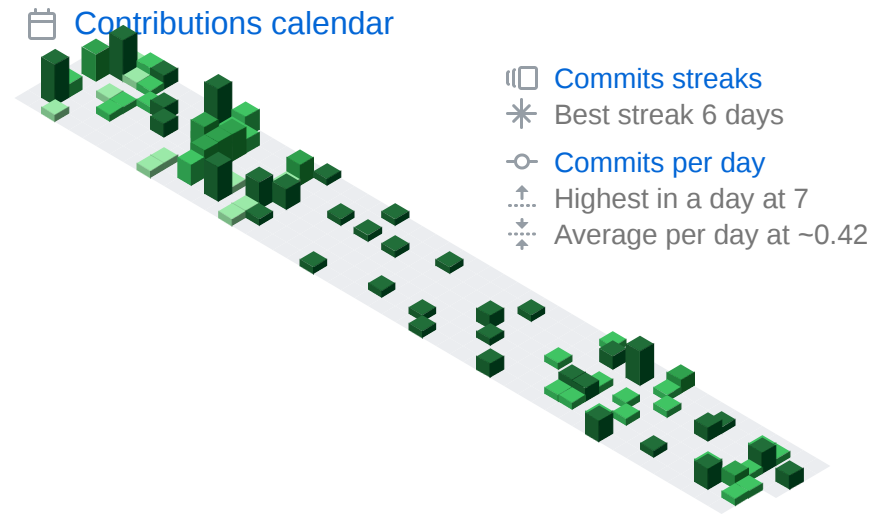 Contributions calendar
Commits streaks
Best streak 6 days
Commits per day
Highest in a day at 7
Average per day at ~0.42